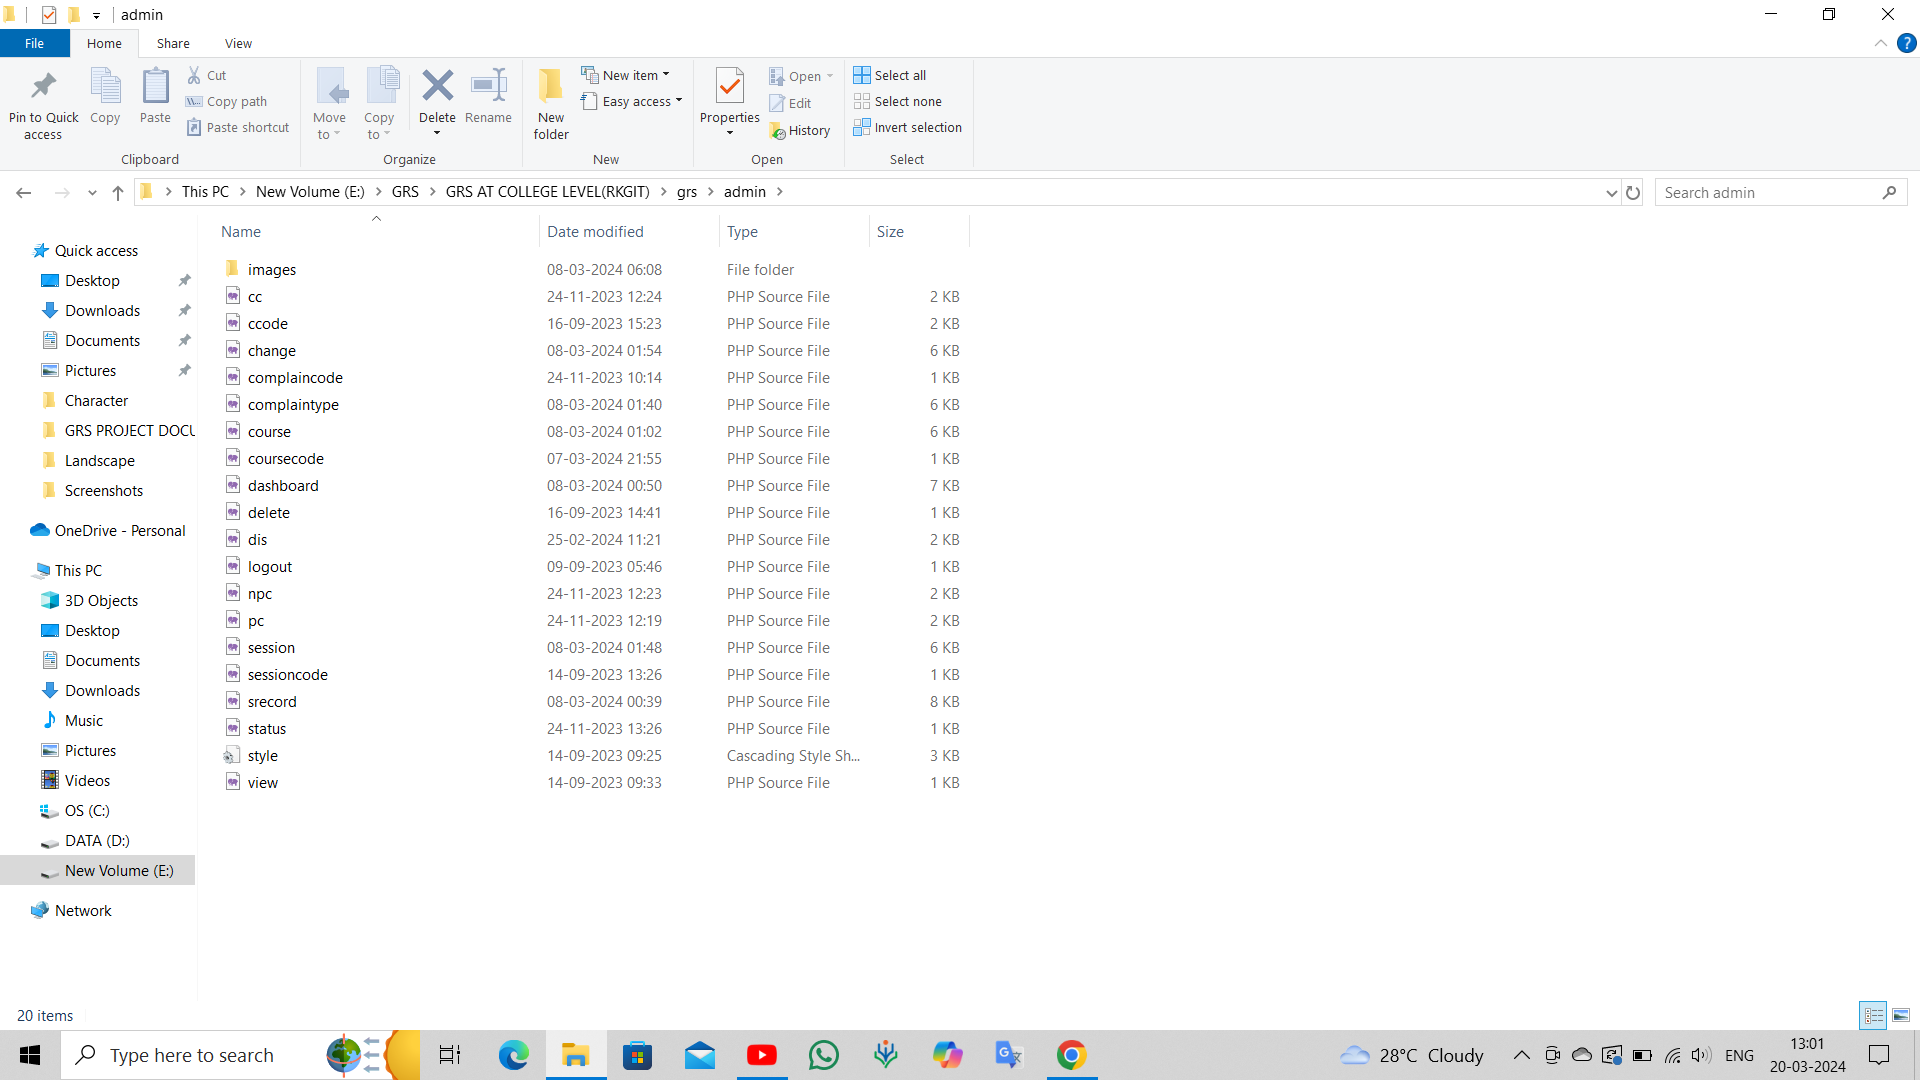 admin
File Home Share View
Pin to Quick access
Copy
Paste
Cut
Copy path
Paste shortcut
Clipboard
Move to
Copy to
Delete
Rename
Organize
New folder
New item
Easy access
New
Properties
Open
Edit
History
Open
Select all
Select none
Invert selection
Select
This PC > New Volume (E:) > GRS > GRS AT COLLEGE LEVEL(RKGIT) > grs > admin >
Search admin
Quick access
Desktop
Downloads
Documents
Pictures
Character
GRS PROJECT DOCU
Landscape
Screenshots
OneDrive - Personal
This PC
3D Objects
Desktop
Documents
Downloads
Music
Pictures
Videos
OS (C:)
DATA (D:)
New Volume (E:)
Network
Name Date modified Type Size
images 08-03-2024 06:08 File folder
cc 24-11-2023 12:24 PHP Source File 2 KB
ccode 16-09-2023 15:23 PHP Source File 2 KB
change 08-03-2024 01:54 PHP Source File 6 KB
complaincode 24-11-2023 10:14 PHP Source File 1 KB
complaintype 08-03-2024 01:40 PHP Source File 6 KB
course 08-03-2024 01:02 PHP Source File 6 KB
coursecode 07-03-2024 21:55 PHP Source File 1 KB
dashboard 08-03-2024 00:50 PHP Source File 7 KB
delete 16-09-2023 14:41 PHP Source File 1 KB
dis 25-02-2024 11:21 PHP Source File 2 KB
logout 09-09-2023 05:46 PHP Source File 1 KB
npc 24-11-2023 12:23 PHP Source File 2 KB
pc 24-11-2023 12:19 PHP Source File 2 KB
session 08-03-2024 01:48 PHP Source File 6 KB
sessioncode 14-09-2023 13:26 PHP Source File 1 KB
srecord 08-03-2024 00:39 PHP Source File 8 KB
status 24-11-2023 13:26 PHP Source File 1 KB
style 14-09-2023 09:25 Cascading Style Sh... 3 KB
view 14-09-2023 09:33 PHP Source File 1 KB
20 items
Type here to search
28°C Cloudy
ENG
13:01
20-03-2024